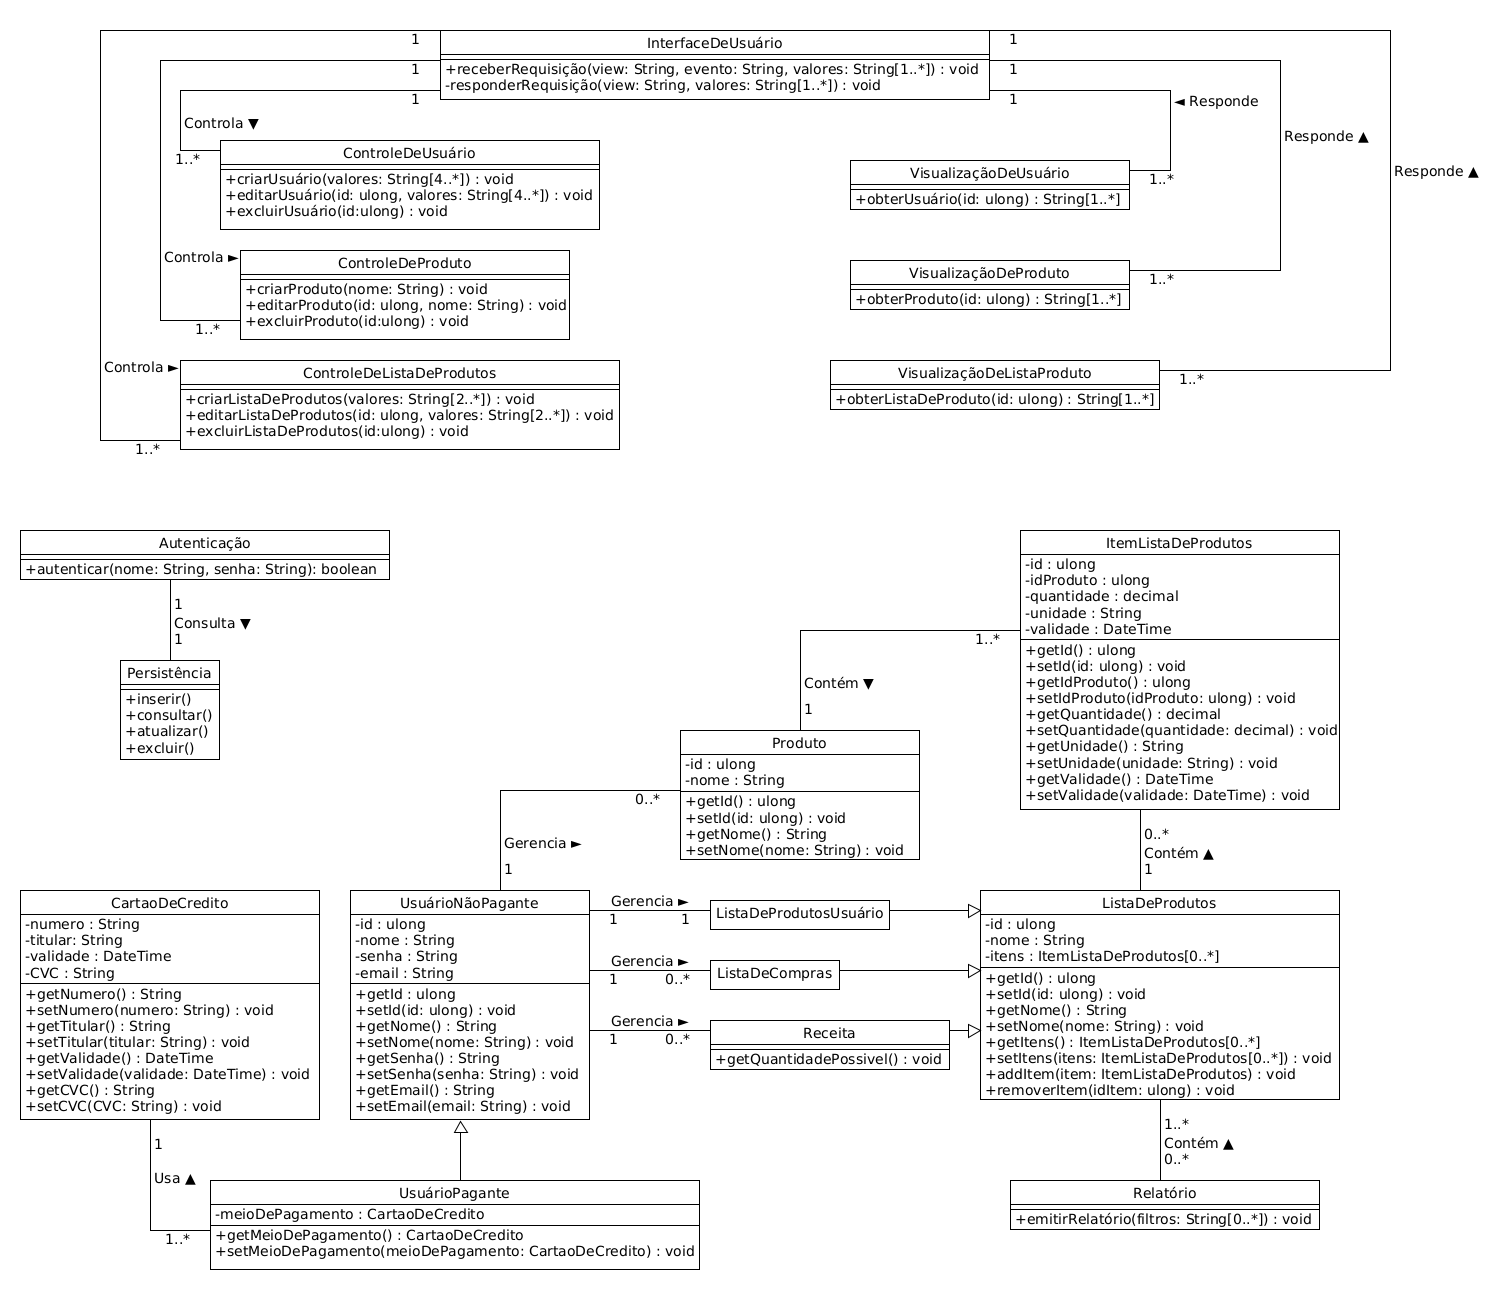 InterfaceDeUsuário
+receberRequisição(view: String, evento: String, valores: String[1..*]) : void
-responderRequisição(view: String, valores: String[1..*]) : void
1
1
1
1
1
1
Controla ▼
1..*
ControleDeUsuário
+criarUsuário(valores: String[4..*]) : void
+editarUsuário(id: ulong, valores: String[4..*]) : void
+excluirUsuário(id:ulong) : void
Controla ►
1..*
ControleDeProduto
+criarProduto(nome: String) : void
+editarProduto(id: ulong, nome: String) : void
+excluirProduto(id:ulong) : void
Controla ►
1..*
ControleDeListaDeProdutos
+criarListaDeProdutos(valores: String[2..*]) : void
+editarListaDeProdutos(id: ulong, valores: String[2..*]) : void
+excluirListaDeProdutos(id:ulong) : void
◄ Responde
1..*
VisualizaçãoDeUsuário
+obterUsuário(id: ulong) : String[1..*]
Responde ▲
1..*
VisualizaçãoDeProduto
+obterProduto(id: ulong) : String[1..*]
Responde ▲
1..*
VisualizaçãoDeListaProduto
+obterListaDeProduto(id: ulong) : String[1..*]
Autenticação
+autenticar(nome: String, senha: String): boolean
1
Consulta ▼
1
Persistência
+inserir()
+consultar()
+atualizar()
+excluir()
ItemListaDeProdutos
-id : ulong
-idProduto : ulong
-quantidade : decimal
-unidade : String
-validade : DateTime
+getId() : ulong
+setId(id: ulong) : void
+getIdProduto() : ulong
+setIdProduto(idProduto: ulong) : void
+getQuantidade() : decimal
+setQuantidade(quantidade: decimal) : void
+getUnidade() : String
+setUnidade(unidade: String) : void
+getValidade() : DateTime
+setValidade(validade: DateTime) : void
1..*
Contém ▼
1
Produto
-id : ulong
-nome : String
+getId() : ulong
+setId(id: ulong) : void
+getNome() : String
+setNome(nome: String) : void
0..*
Gerencia ►
1
0..*
Contém ▲
1
CartaoDeCredito
-numero : String
-titular: String
-validade : DateTime
-CVC : String
+getNumero() : String
+setNumero(numero: String) : void
+getTitular() : String
+setTitular(titular: String) : void
+getValidade() : DateTime
+setValidade(validade: DateTime) : void
+getCVC() : String
+setCVC(CVC: String) : void
UsuárioNãoPagante
-id : ulong
-nome : String
-senha : String
-email : String
+getId : ulong
+setId(id: ulong) : void
+getNome() : String
+setNome(nome: String) : void
+getSenha() : String
+setSenha(senha: String) : void
+getEmail() : String
+setEmail(email: String) : void
Gerencia ►
1 1
ListaDeProdutosUsuário
Gerencia ►
1 0..*
ListaDeCompras
Gerencia ►
1 0..*
Receita
+getQuantidadePossivel() : void
ListaDeProdutos
-id : ulong
-nome : String
-itens : ItemListaDeProdutos[0..*]
+getId() : ulong
+setId(id: ulong) : void
+getNome() : String
+setNome(nome: String) : void
+getItens() : ItemListaDeProdutos[0..*]
+setItens(itens: ItemListaDeProdutos[0..*]) : void
+addItem(item: ItemListaDeProdutos) : void
+removerItem(idItem: ulong) : void
1
Usa ▲
1..*
UsuárioPagante
-meioDePagamento : CartaoDeCredito
+getMeioDePagamento() : CartaoDeCredito
+setMeioDePagamento(meioDePagamento: CartaoDeCredito) : void
1..*
Contém ▲
0..*
Relatório
+emitirRelatório(filtros: String[0..*]) : void